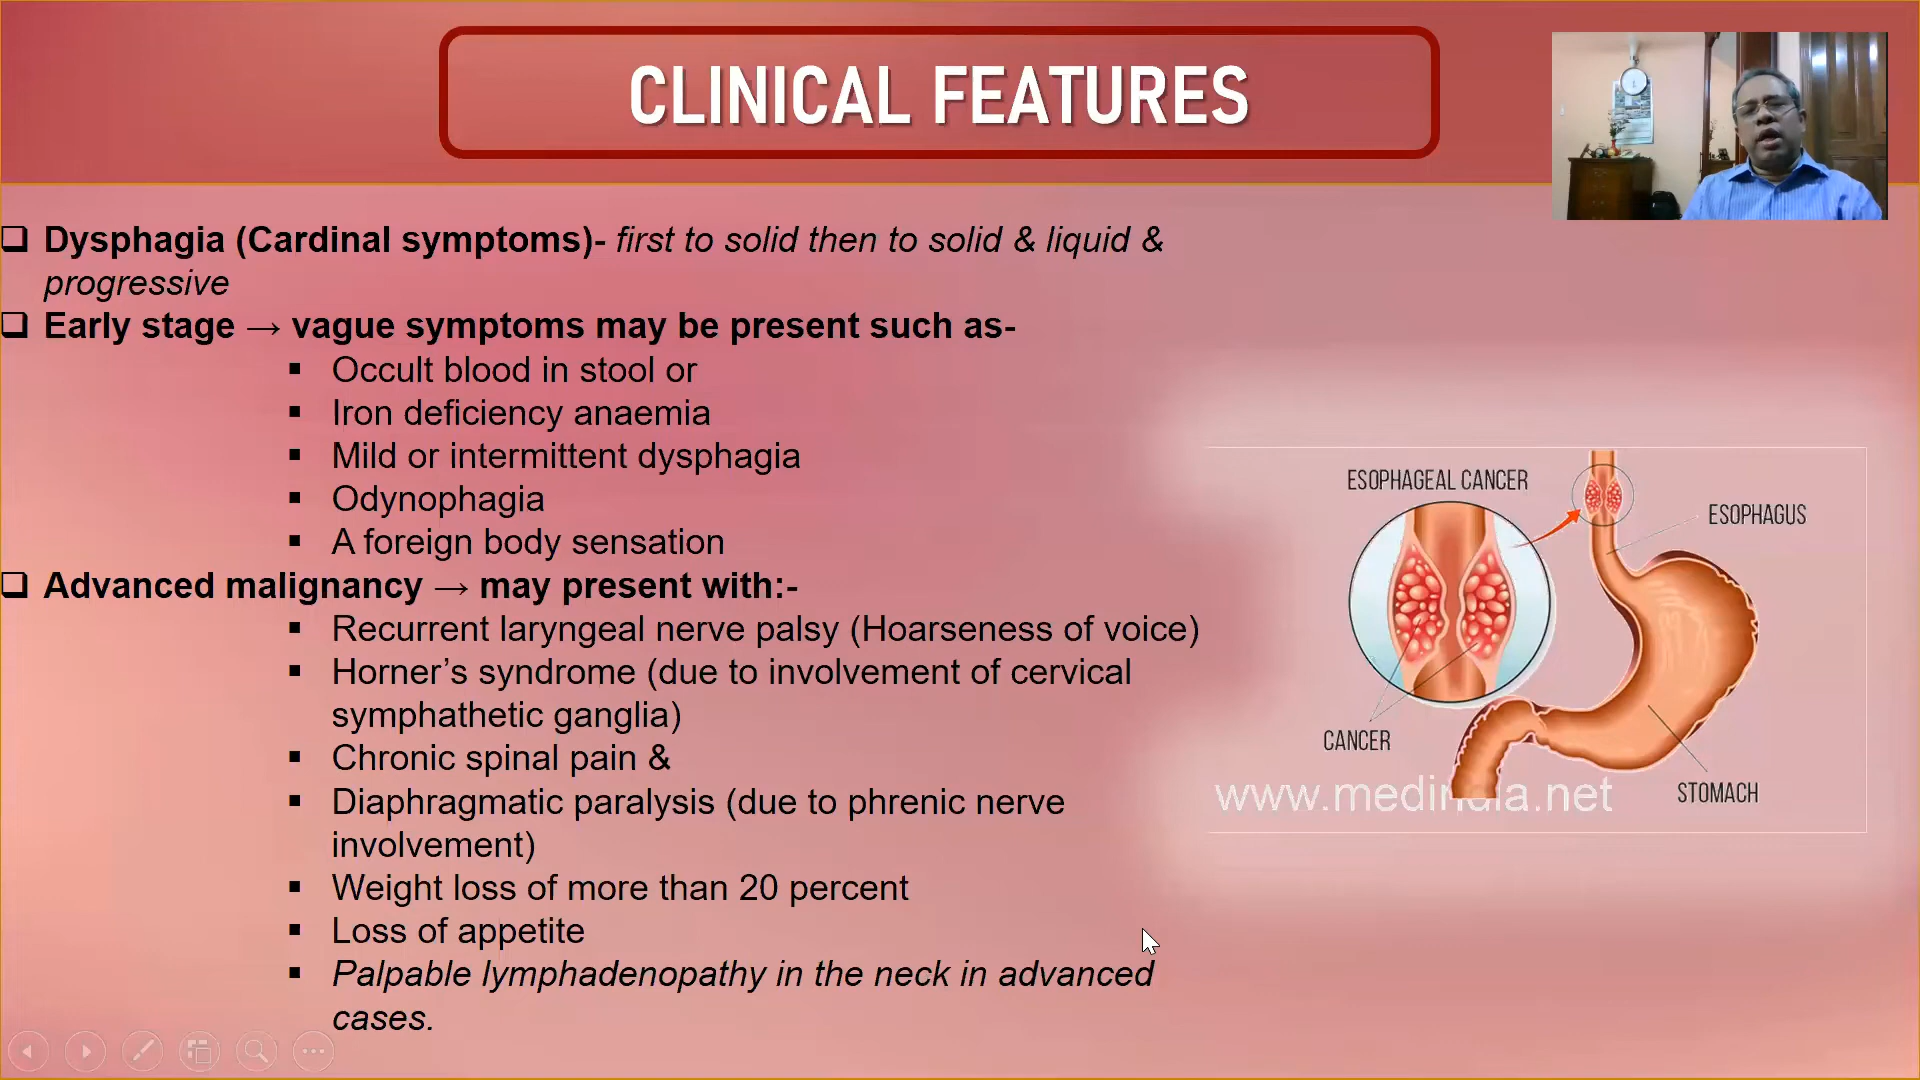 CLINICAL FEATURES
Dysphagia (Cardinal symptoms)- first to solid then to solid & liquid &
progressive
Early stage → vague symptoms may be present such as-
Occult blood in stool or
Iron deficiency anaemia
Mild or intermittent dysphagia
Odynophagia
A foreign body sensation
Advanced malignancy → may present with:-
Recurrent laryngeal nerve palsy (Hoarseness of voice)
Horner’s syndrome (due to involvement of cervical
symphathetic ganglia)
Chronic spinal pain &
Diaphragmatic paralysis (due to phrenic nerve
involvement)
Weight loss of more than 20 percent
Loss of appetite
Palpable lymphadenopathy in the neck in advanced
cases.
ESOPHAGEAL CANCER
ESOPHAGUS
CANCER
STOMACH
www.medindia.net